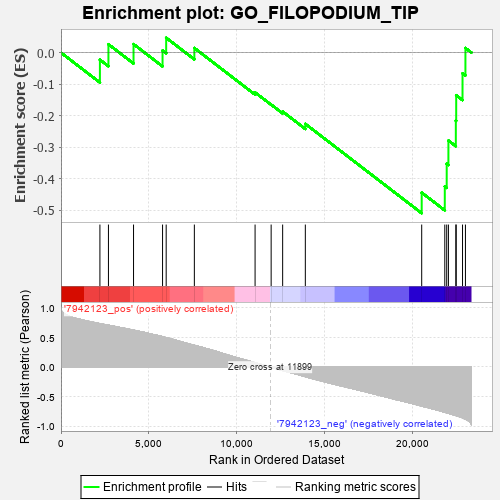 Enrichment plot: GO_FILOPODIUM_TIP
Enrichment score (ES)
0.0
-0.1
-0.2
-0.3
-0.4
-0.5
'7942123_pos' (positively correlated)
Ranked list metric (Pearson)
1.0
0.5
0.0
-0.5
-1.0
Zero cross at 11899
'7942123_neg' (negatively correlated)
0
5,000
10,000
15,000
20,000
Rank in Ordered Dataset
Enrichment profile
Hits
Ranking metric scores